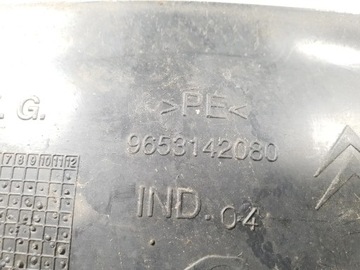 >PE<
. G.
9653142080
7 8 9 10 11 12
IND. 04